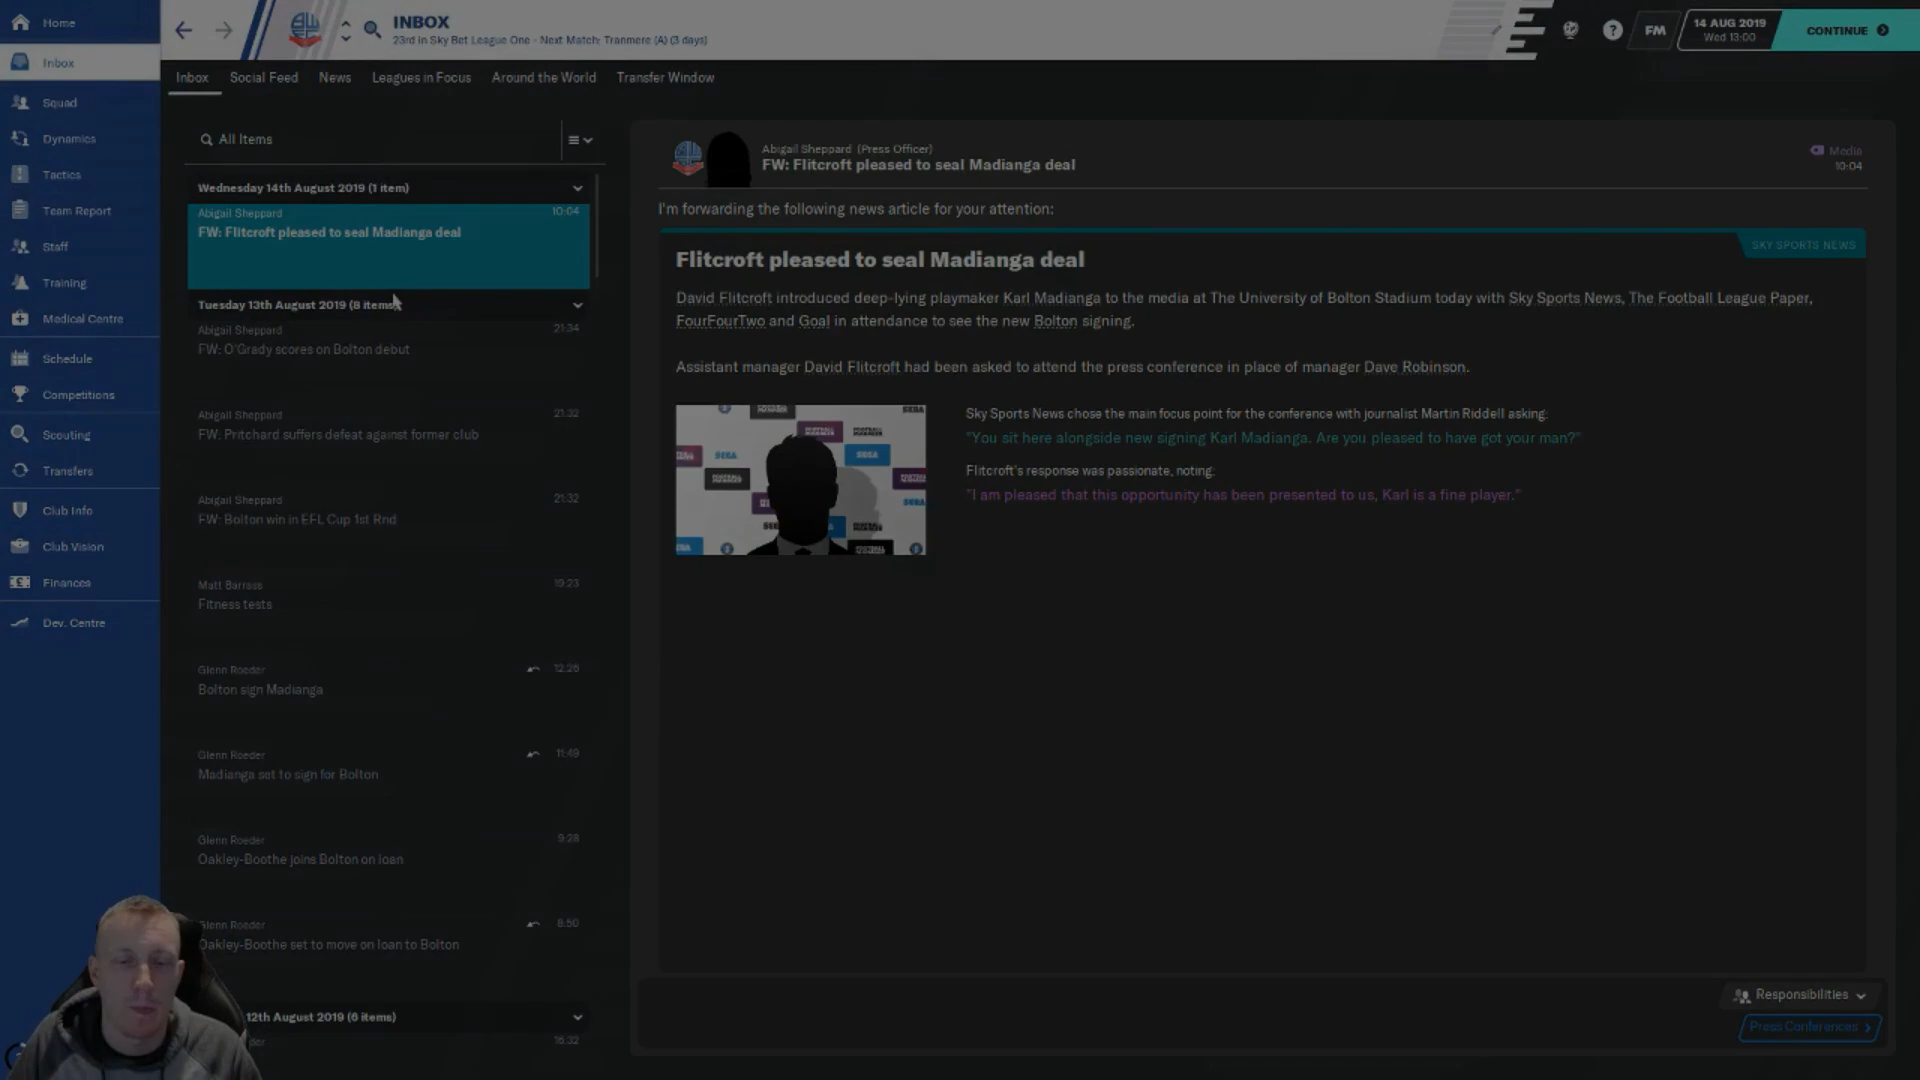 Home
Inbox
Squad
Dynamics
Tactics
Team Report
Staff
Training
Medical Centre
Schedule
Competitions
Scouting
Transfers
Club Info
Club Vision
Finances
Dev. Centre
INBOX
23rd in Sky Bet League One - Next Match: Tranmere (A) (3 days)
FM
14 AUG 2019
Wed 13:00
CONTINUE
Inbox Social Feed News Leagues in Focus Around the World Transfer Window
All Items
Wednesday 14th August 2019 (1 item)
Abigail Sheppard 10:04
FW: Flitcroft pleased to seal Madianga deal
Tuesday 13th August 2019 (8 items)
Abigail Sheppard 21:34
FW: O'Grady scores on Bolton debut
Abigail Sheppard 21:32
FW: Pritchard suffers defeat against former club
Abigail Sheppard 21:32
FW: Bolton win in EFL Cup 1st Rnd
Matt Barrass 19:23
Fitness tests
Glenn Roeder 12:26
Bolton sign Madianga
Glenn Roeder 11:49
Madianga set to sign for Bolton
Glenn Roeder 9:28
Oakley-Boothe joins Bolton on loan
Glenn Roeder 8:50
Oakley-Boothe set to move on loan to Bolton
12th August 2019 (6 items)
16:32
Abigail Sheppard (Press Officer)
FW: Flitcroft pleased to seal Madianga deal
Media
10:04
I'm forwarding the following news article for your attention:
SKY SPORTS NEWS
Flitcroft pleased to seal Madianga deal
David Flitcroft introduced deep-lying playmaker Karl Madianga to the media at The University of Bolton Stadium today with Sky Sports News, The Football League Paper,
FourFourTwo and Goal in attendance to see the new Bolton signing.
Assistant manager David Flitcroft had been asked to attend the press conference in place of manager Dave Robinson.
Sky Sports News chose the main focus point for the conference with journalist Martin Riddell asking:
"You sit here alongside new signing Karl Madianga. Are you pleased to have got your man?"
Flitcroft's response was passionate, noting:
"I am pleased that this opportunity has been presented to us, Karl is a fine player."
SEGA
Responsibilities
Press Conferences